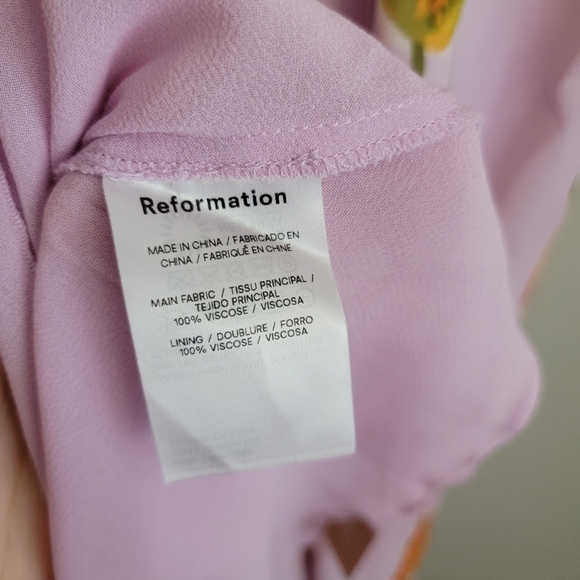 Reformation
MADE IN CHINA / FABRICADO EN
CHINA / FABRIQUÉ EN CHINE
MAIN FABRIC / TISSU PRINCIPAL /
TEJIDO PRINCIPAL
100% VISCOSE / VISCOSA
LINING / DOUBLURE / FORRO
100% VISCOSE / VISCOSA